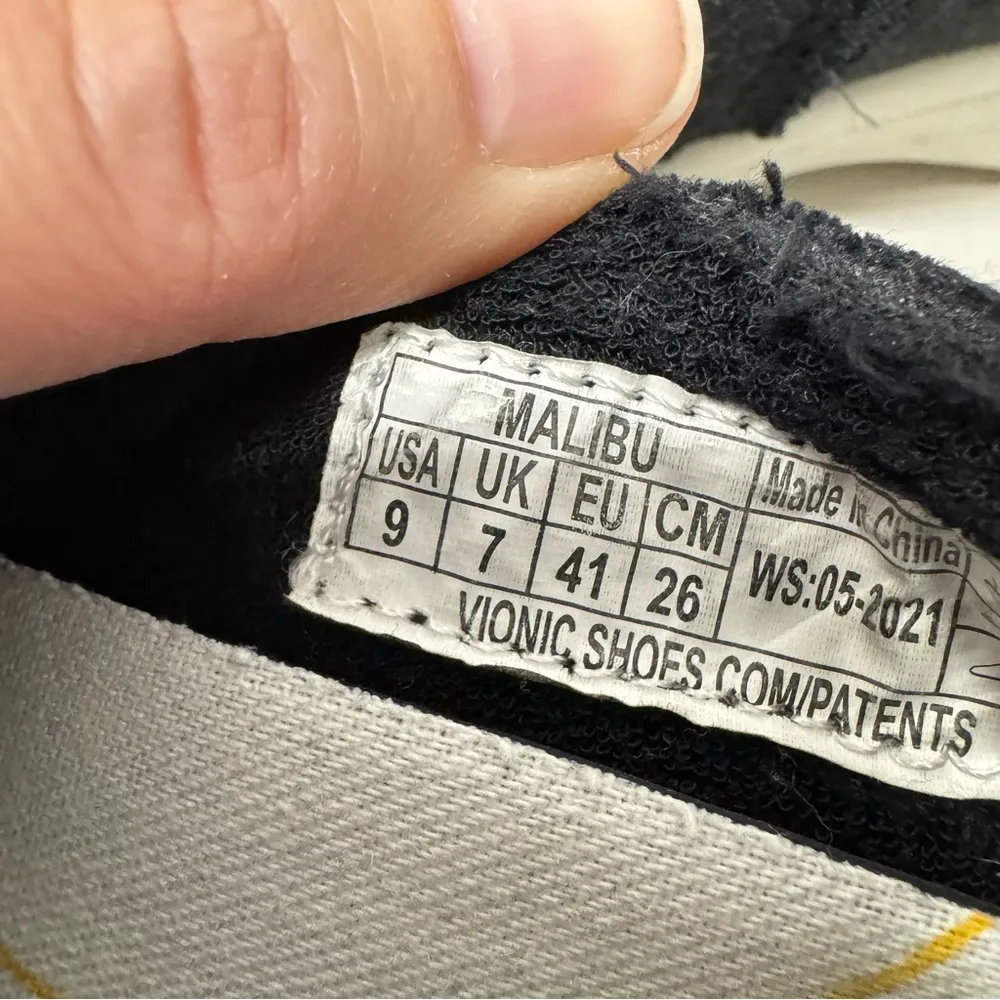 MALIBU
Made in China
USA UK EU CM
9 7 41 26
WS:05-2021
VIONIC SHOES COM/PATENTS